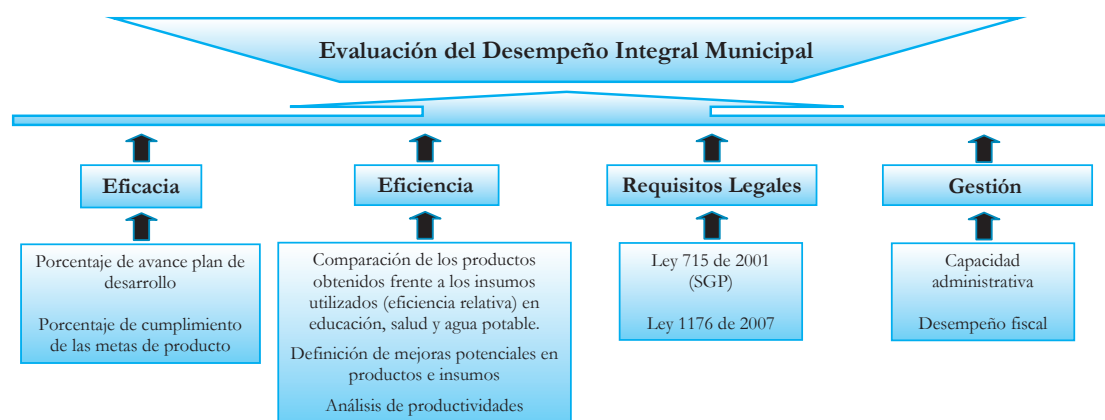 Evaluación del Desempeño Integral Municipal
Eficacia
Eficiencia
Requisitos Legales
Gestión
Porcentaje de avance plan de
desarrollo
Porcentaje de cumplimiento
de las metas de producto
Comparación de los productos
obtenidos frente a los insumos
utilizados (eficiencia relativa) en
educación, salud y agua potable.
Definición de mejoras potenciales en
productos e insumos
Análisis de productividades
Ley 715 de 2001
(SGP)
Ley 1176 de 2007
Capacidad
administrativa
Desempeño fiscal